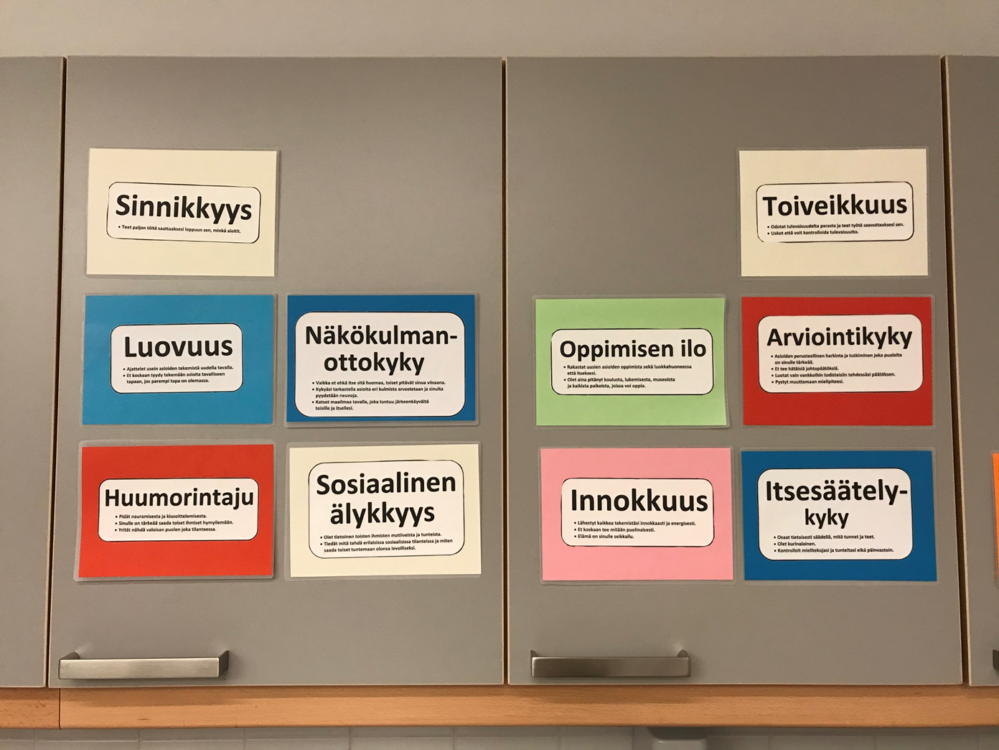 Sinnikkyys
• Teet paljon töitä saattaaksesi loppuun sen, minkä aloitit.
Luovuus
• Ajattelet usein asioiden tekemistä uudella tavalla.
• Et koskaan tyydy tekemään asioita tavalliseen
tapaan, jos parempi tapa on olemassa.
Näkökulman-
ottokyky
• Vaikka et ehkä itse sitä huomaa, toiset pitävät sinua viisaana.
• Kykyäsi tarkastella asioita eri kulmista arvostetaan ja sinulta
pyydetään neuvoja.
• Katsot maailmaa tavalla, joka tuntuu järkeenkäyvältä
toisille ja itsellesi.
Huumorintaju
• Pidät nauramisesta ja kiusoittelemisesta.
• Sinulle on tärkeää saada toiset ihmiset hymyilemään.
• Yrität nähdä valoisan puolen joka tilanteessa.
Sosiaalinen
älykkyys
• Olet tietoinen toisten ihmisten motiiveista ja tunteista.
• Tiedät mitä tehdä erilaisissa sosiaalisissa tilanteissa ja miten
saada toiset tuntemaan olonsa levolliseksi.
Toiveikkuus
• Odotat tulevaisuudelta parasta ja teet työtä saavuttaaksesi sen.
• Uskot että voit kontrolloida tulevaisuutta.
Oppimisen ilo
• Rakastat uusien asioiden oppimista sekä luokkahuoneessa
että itseksesi.
• Olet aina pitänyt koulusta, lukemisesta, museoista
ja kaikista paikoista, joissa voi oppia.
Arviointikyky
• Asioiden perusteellinen harkinta ja tutkiminen joka puolelta
on sinulle tärkeää.
• Et tee hätäisiä johtopäätöksiä.
• Luotat vain vankkoihin todisteisiin tehdessäsi päätöksen.
• Pystyt muuttamaan mielipiteesi.
Innokkuus
• Lähestyt kaikkea tekemistäsi innokkaasti ja energisesti.
• Et koskaan tee mitään puolinaisesti.
• Elämä on sinulle seikkailu.
Itsesäätely-
kyky
• Osaat tietoisesti säädellä, mitä tunnet ja teet.
• Olet kurinalainen.
• Kontrolloit mielitekojasi ja tunteitasi eikä päinvastoin.